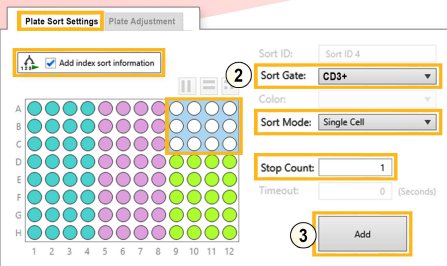 Plate Sort Settings Plate Adjustment
123
Add index sort information
Sort ID: Sort ID 4
2 Sort Gate: CD3+
Color:
Sort Mode: Single Cell
Stop Count: 1
Timeout: 0 (Seconds)
3 Add
A
B
C
D
E
F
G
H
1 2 3 4 5 6 7 8 9 10 11 12